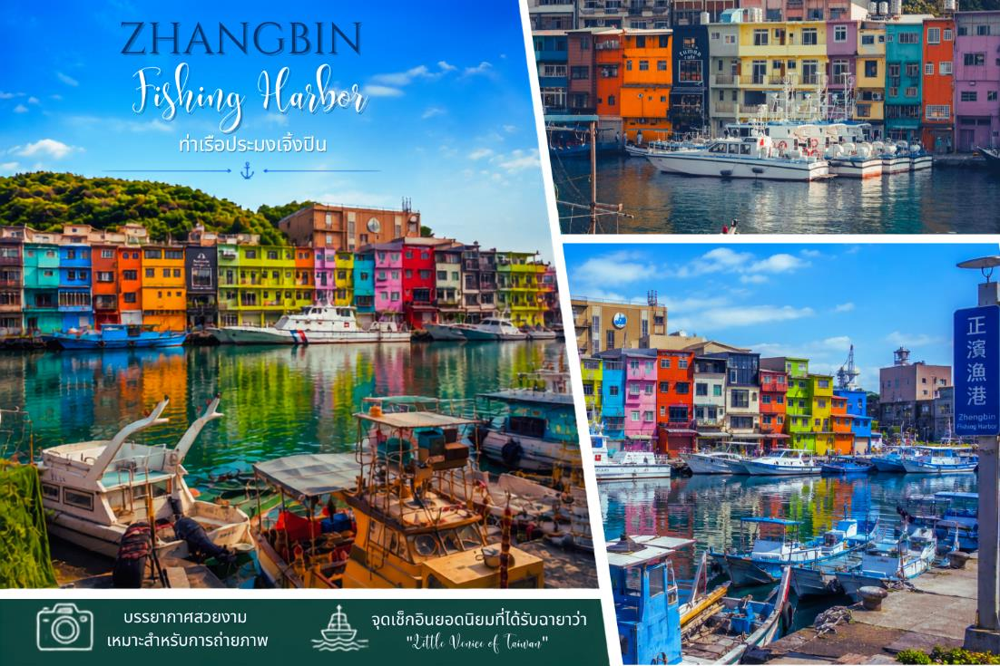 ZHANGBIN
Fishing Harbor
ท่าเรือประมงเจิ้งปิน
บรรยากาศสวยงาม
เหมาะสำหรับการถ่ายภาพ
จุดเช็กอินยอดนิยมที่ได้รับฉายาว่า
"Little Venice of Taiwan"
正濱漁港
Zhengbin
Fishing Harbor